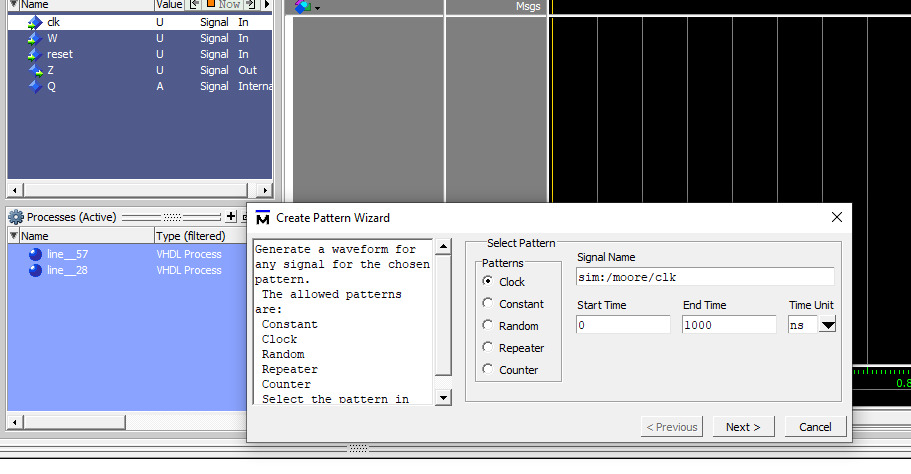 Name Value Now
clk U Signal In
W U Signal In
reset U Signal In
Z U Signal Out
Q A Signal Interna
Msgs
Processes (Active)
Name Type (filtered)
line__57 VHDL Process
line__28 VHDL Process
M Create Pattern Wizard
Generate a waveform for
any signal for the chosen
pattern.
The allowed patterns
are:
Constant
Clock
Random
Repeater
Counter
Select the pattern in
Select Pattern
Patterns
Clock
Constant
Random
Repeater
Counter
Signal Name
sim:/moore/clk
Start Time End Time Time Unit
0 1000 ns
< Previous Next > Cancel
0.8